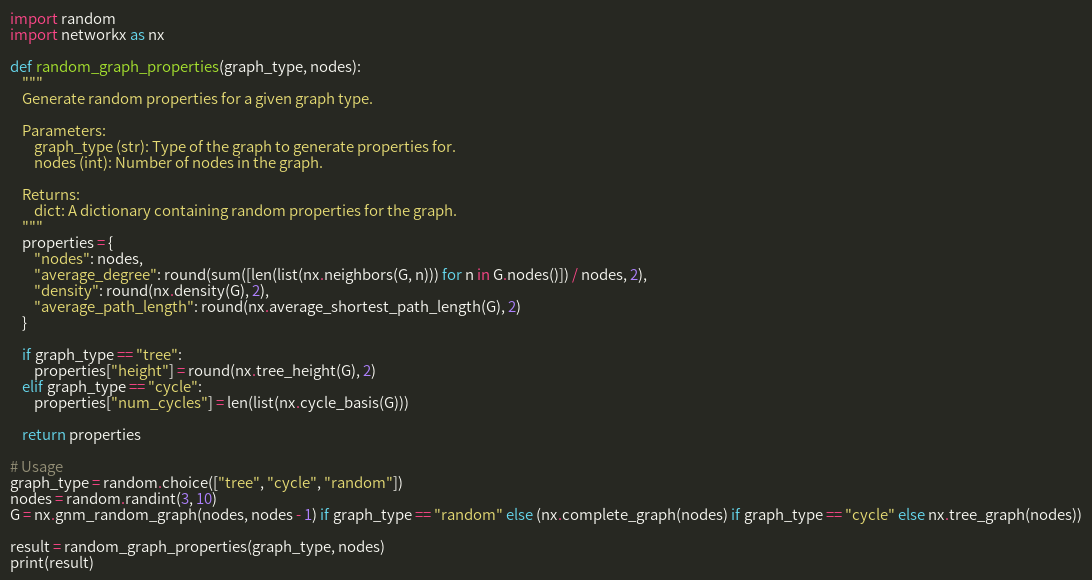 import random
import networkx as nx

def random_graph_properties(graph_type, nodes):
    """
    Generate random properties for a given graph type.

    Parameters:
        graph_type (str): Type of the graph to generate properties for.
        nodes (int): Number of nodes in the graph.

    Returns:
        dict: A dictionary containing random properties for the graph.
    """
    properties = {
        "nodes": nodes,
        "average_degree": round(sum([len(list(nx.neighbors(G, n))) for n in G.nodes()]) / nodes, 2),
        "density": round(nx.density(G), 2),
        "average_path_length": round(nx.average_shortest_path_length(G), 2)
    }

    if graph_type == "tree":
        properties["height"] = round(nx.tree_height(G), 2)
    elif graph_type == "cycle":
        properties["num_cycles"] = len(list(nx.cycle_basis(G)))

    return properties

# Usage
graph_type = random.choice(["tree", "cycle", "random"])
nodes = random.randint(3, 10)
G = nx.gnm_random_graph(nodes, nodes - 1) if graph_type == "random" else (nx.complete_graph(nodes) if graph_type == "cycle" else nx.tree_graph(nodes))

result = random_graph_properties(graph_type, nodes)
print(result)